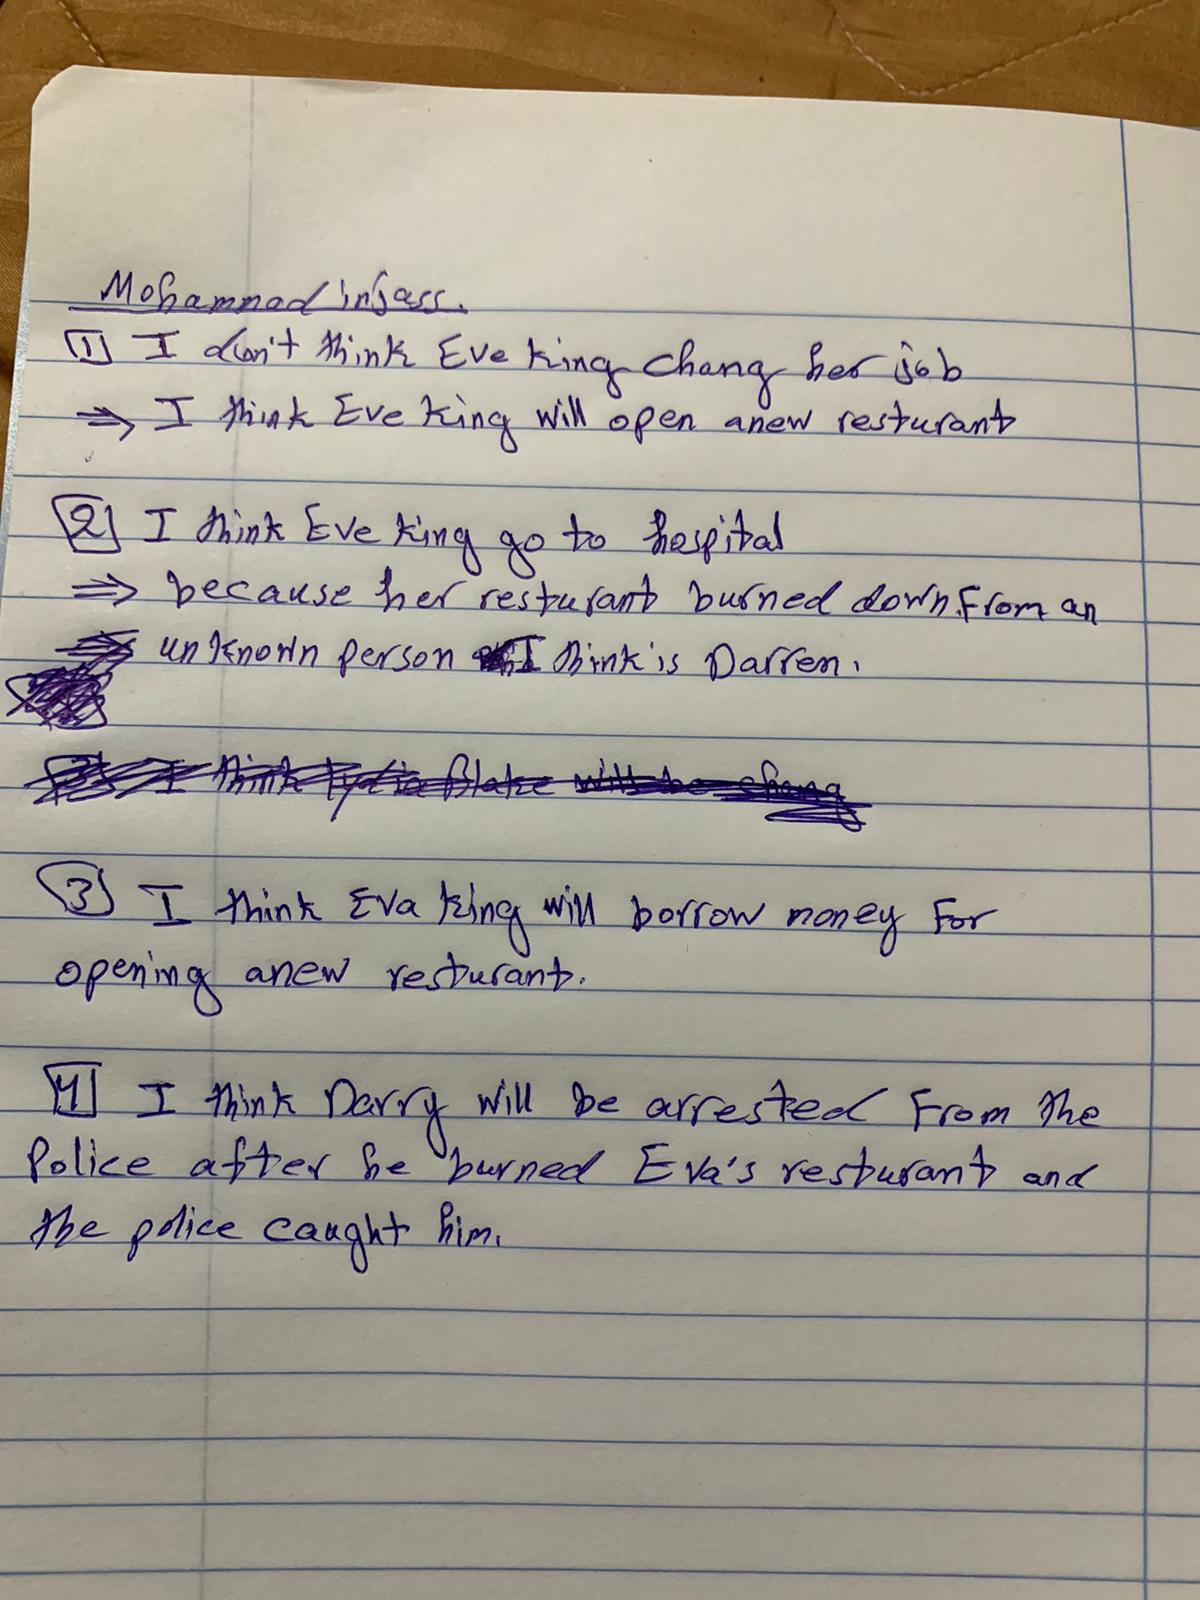 Mohammad injass.
1 I don't think Eve king chang her job
⇒ I think Eve king will open anew resturant
2 I think Eve king go to hospital
⇒ because her resturant burned down from an
unknown person I think is Darren.
I think Lydia Blake will be chang
3 I think Eva king will borrow money For
opening anew resturant.
4 I think Darry will be arrested From the
Police after he burned Eva's resturant and
the police caught him.